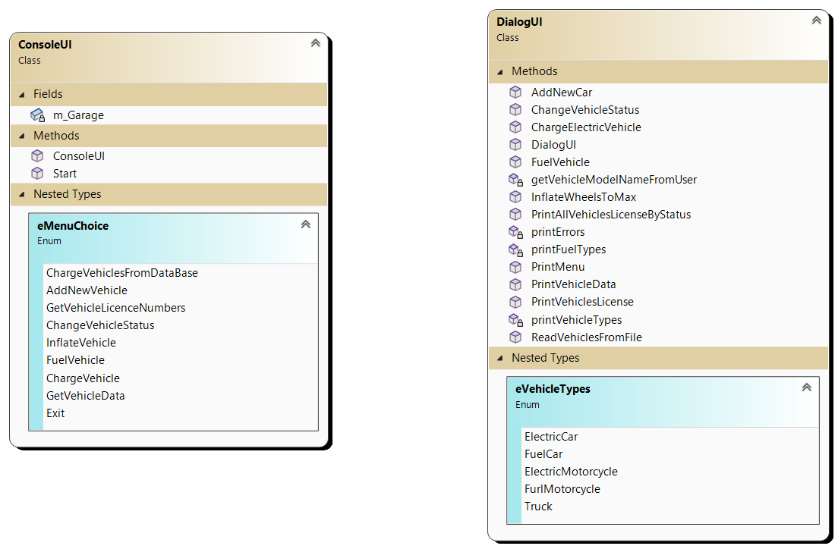 ConsoleUI
Class
Fields
m_Garage
Methods
ConsoleUI
Start
Nested Types
eMenuChoice
Enum
ChargeVehiclesFromDataBase
AddNewVehicle
GetVehicleLicenceNumbers
ChangeVehicleStatus
InflateVehicle
FuelVehicle
ChargeVehicle
GetVehicleData
Exit
DialogUI
Class
Methods
AddNewCar
ChangeVehicleStatus
ChargeElectricVehicle
DialogUI
FuelVehicle
getVehicleModelNameFromUser
InflateWheelsToMax
PrintAllVehiclesLicenseByStatus
printErrors
printFuelTypes
PrintMenu
PrintVehicleData
PrintVehiclesLicense
printVehicleTypes
ReadVehiclesFromFile
Nested Types
eVehicleTypes
Enum
ElectricCar
FuelCar
ElectricMotorcycle
FurlMotorcycle
Truck